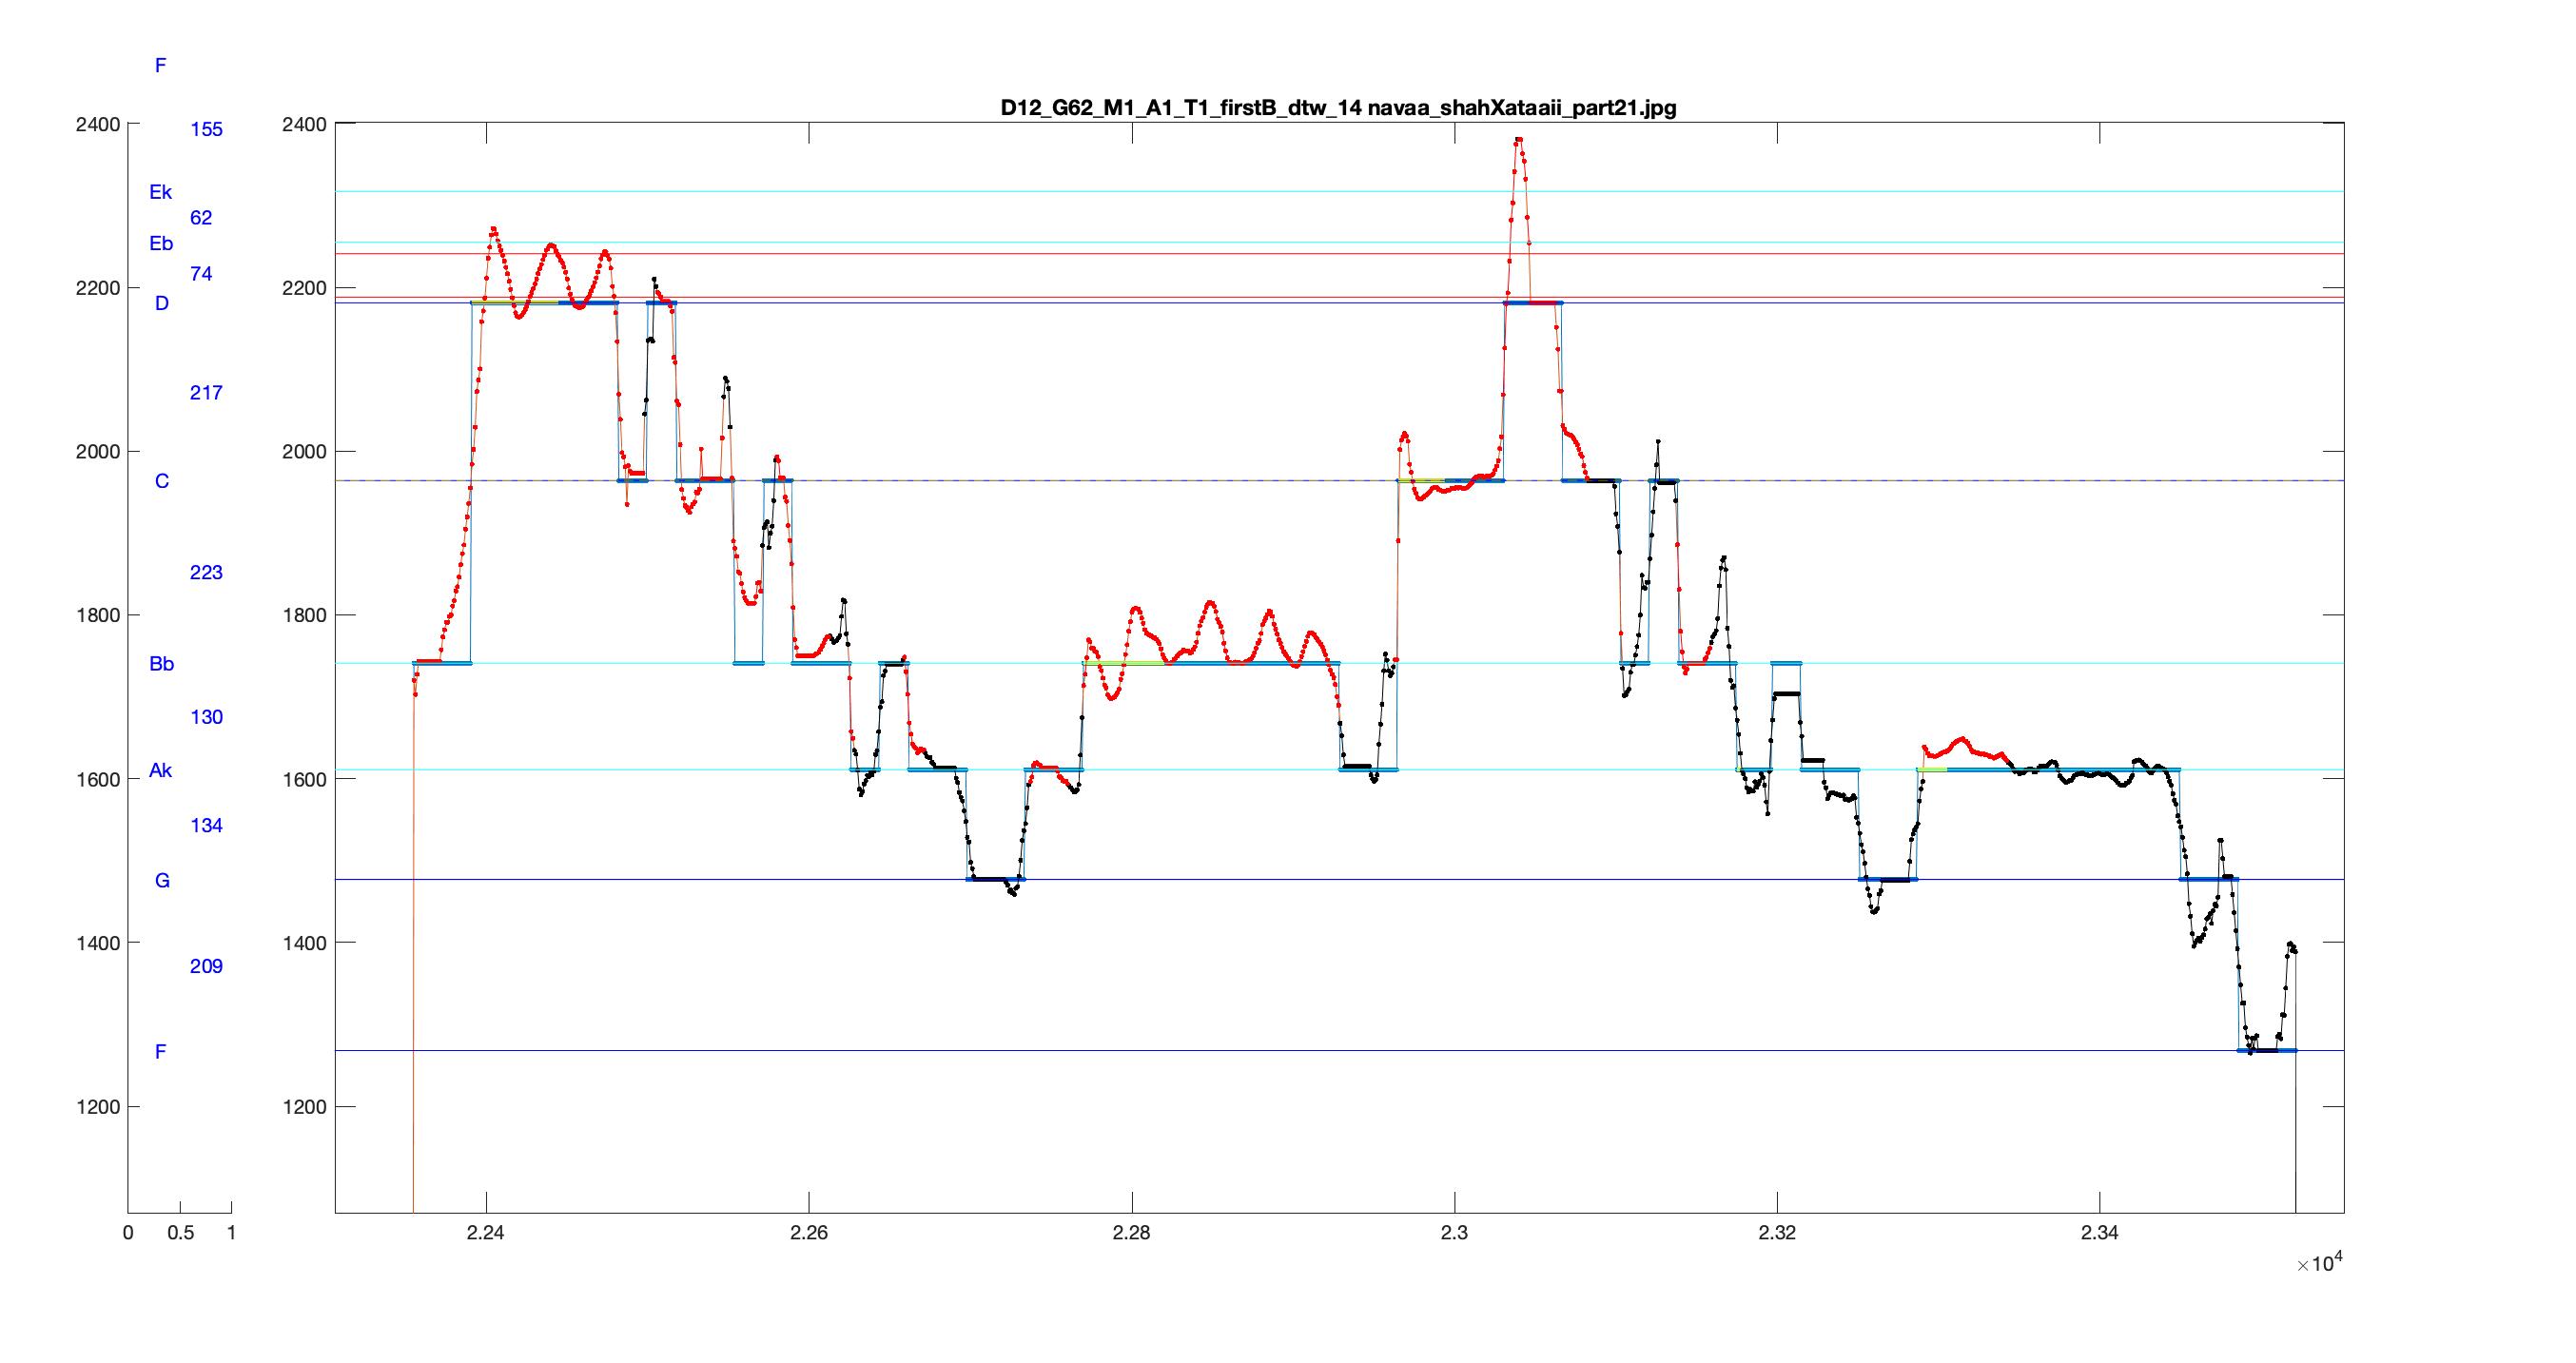 F
D12_G62_M1_A1_T1_firstB_dtw_14 navaa_shahXataaii_part21.jpg
2400 155 2400
Ek
62
Eb
74
2200 2200
D
217
2000 2000
C
223
1800 1800
Bb
130
Ak
1600 1600
134
G
1400 1400
209
F
1200 1200
0 0.5 1 2.24 2.26 2.28 2.3 2.32 2.34
×10⁴